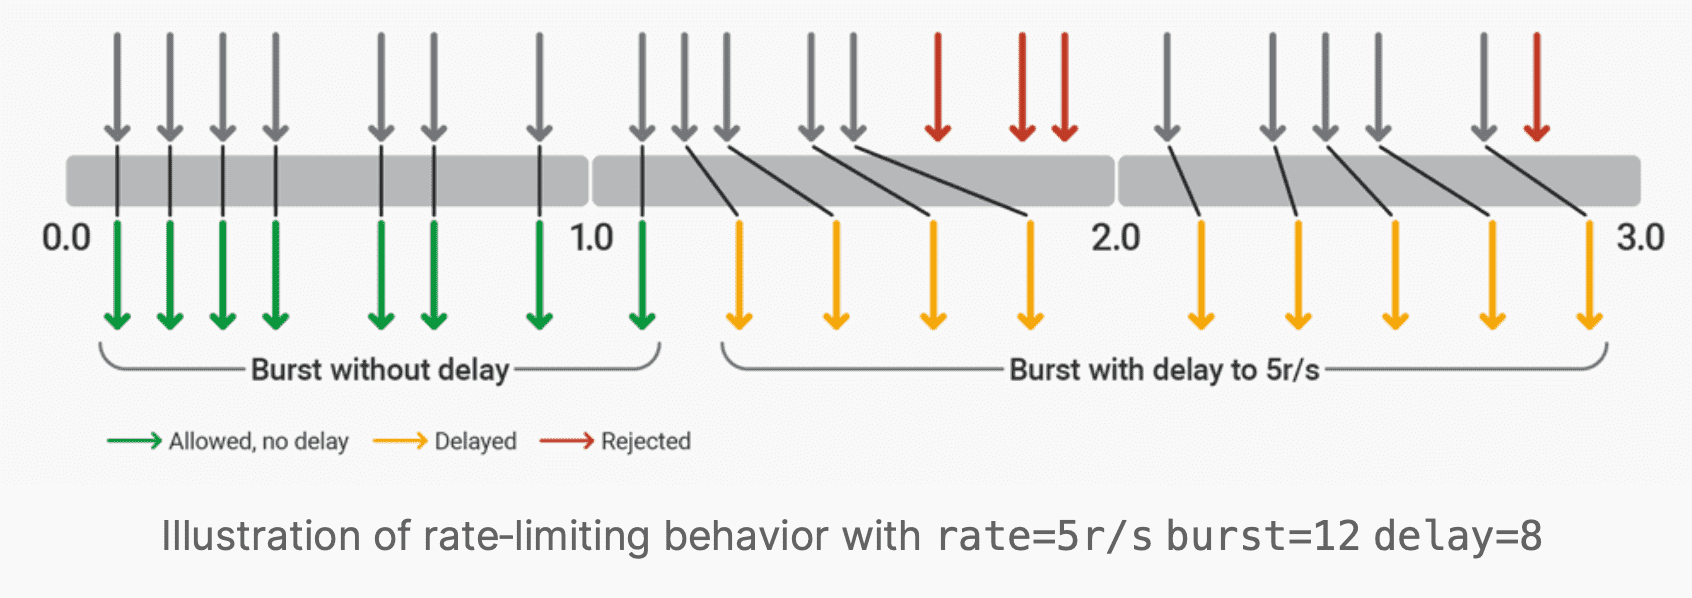 0.0 1.0 2.0 3.0
Burst without delay Burst with delay to 5r/s
Allowed, no delay Delayed Rejected
Illustration of rate-limiting behavior with rate=5r/s burst=12 delay=8